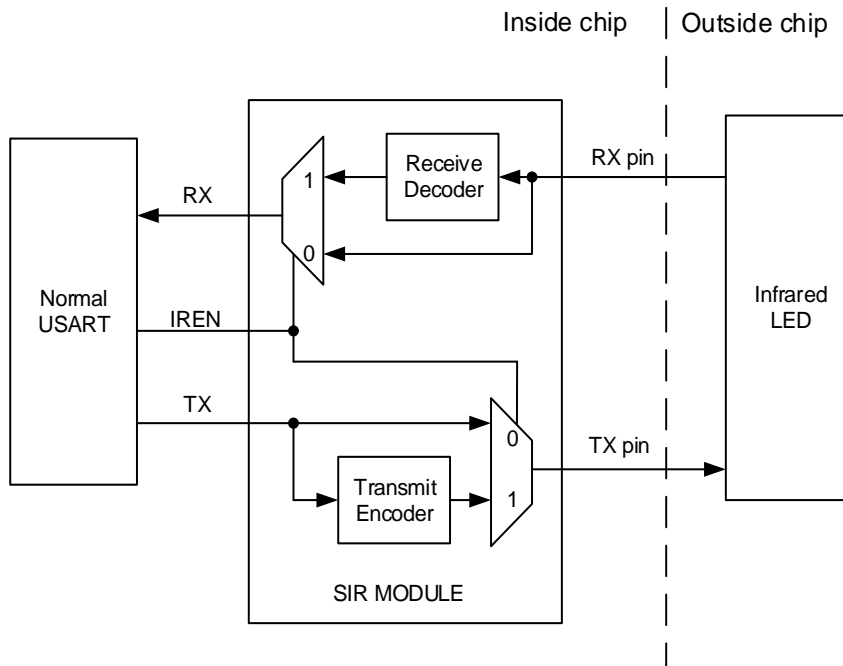 Inside chip
Outside chip
1
Receive
Decoder
RX pin
RX
0
Normal
USART
IREN
Infrared
LED
TX
0
TX pin
Transmit
Encoder
1
SIR MODULE